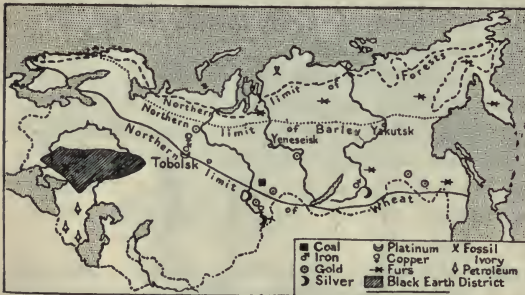 Northern limit of Forests
Northern limit of Barley
Yakutsk
Yeneseisk
Tobolsk
Northern limit of Wheat
Coal
Iron
Gold
Silver
Platinum
Copper
Furs
Black Earth District
Fossil
Ivory
Petroleum